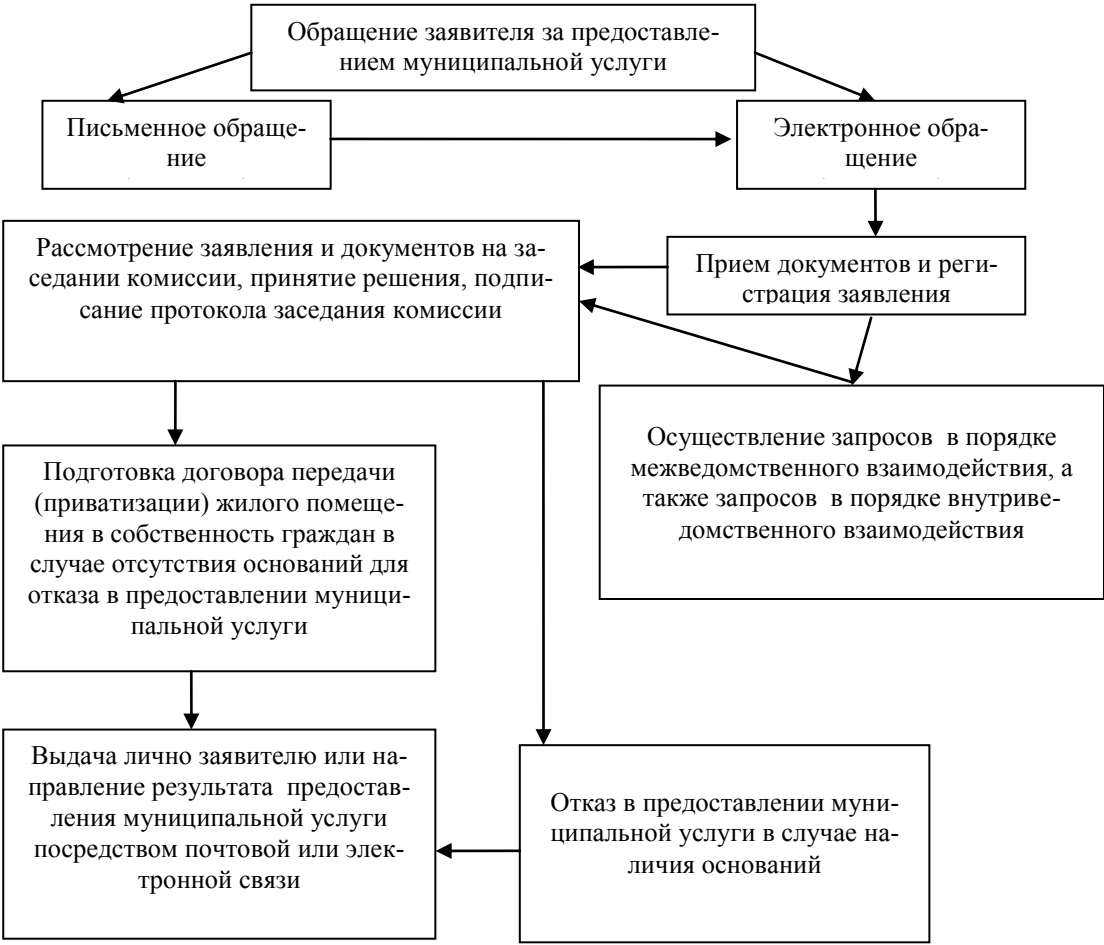 Обращение заявителя за предоставле-
нием муниципальной услуги
Письменное обраще-
ние
Электронное обра-
щение
Рассмотрение заявления и документов на за-
седании комиссии, принятие решения, подпи-
сание протокола заседания комиссии
Прием документов и реги-
страция заявления
Осуществление запросов в порядке
межведомственного взаимодействия, а
также запросов в порядке внутриве-
домственного взаимодействия
Подготовка договора передачи
(приватизации) жилого помеще-
ния в собственность граждан в
случае отсутствия оснований для
отказа в предоставлении муници-
пальной услуги
Выдача лично заявителю или на-
правление результата предостав-
ления муниципальной услуги
посредством почтовой или элек-
тронной связи
Отказ в предоставлении муни-
ципальной услуги в случае на-
личия оснований